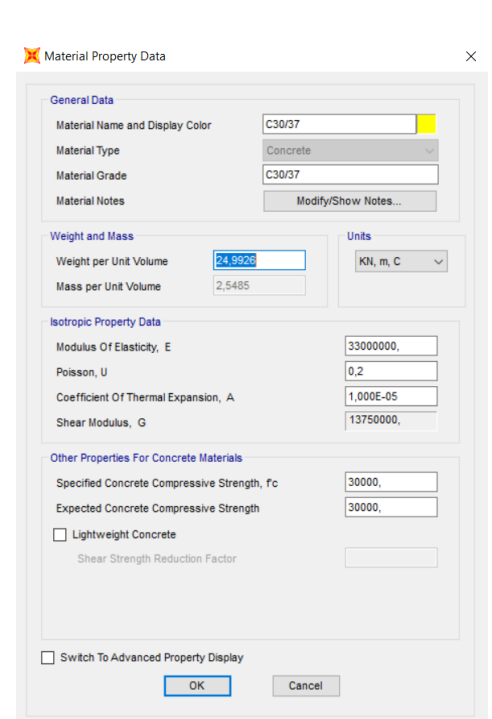 Material Property Data
General Data
Material Name and Display Color C30/37
Material Type Concrete
Material Grade C30/37
Material Notes Modify/Show Notes...
Weight and Mass Units
Weight per Unit Volume 24,9926 KN, m, C
Mass per Unit Volume 2,5485
Isotropic Property Data
Modulus Of Elasticity, E 33000000,
Poisson, U 0,2
Coefficient Of Thermal Expansion, A 1,000E-05
Shear Modulus, G 13750000,
Other Properties For Concrete Materials
Specified Concrete Compressive Strength, f'c 30000,
Expected Concrete Compressive Strength 30000,
Lightweight Concrete
Shear Strength Reduction Factor
Switch To Advanced Property Display
OK Cancel